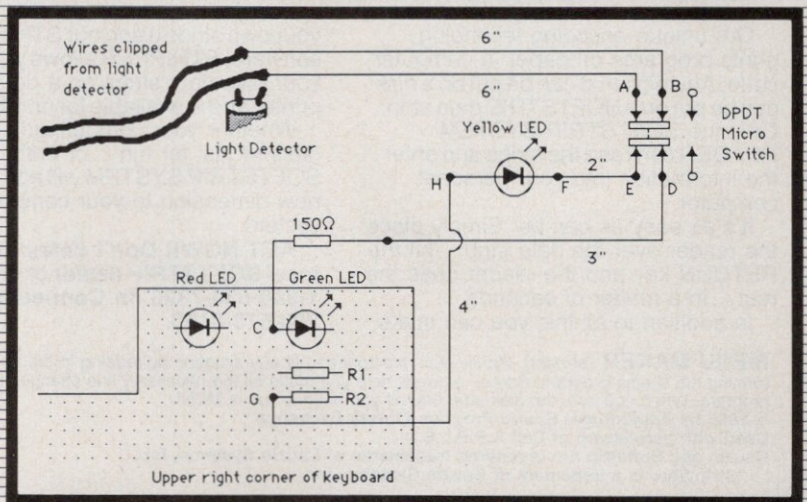 Wires clipped
from light
detector
6"
6"
A
B
DPDT
Micro
Switch
Light Detector
Yellow LED
2"
H
F
E
D
150Ω
3"
Red LED
Green LED
4"
C
R1
G
R2
Upper right corner of keyboard